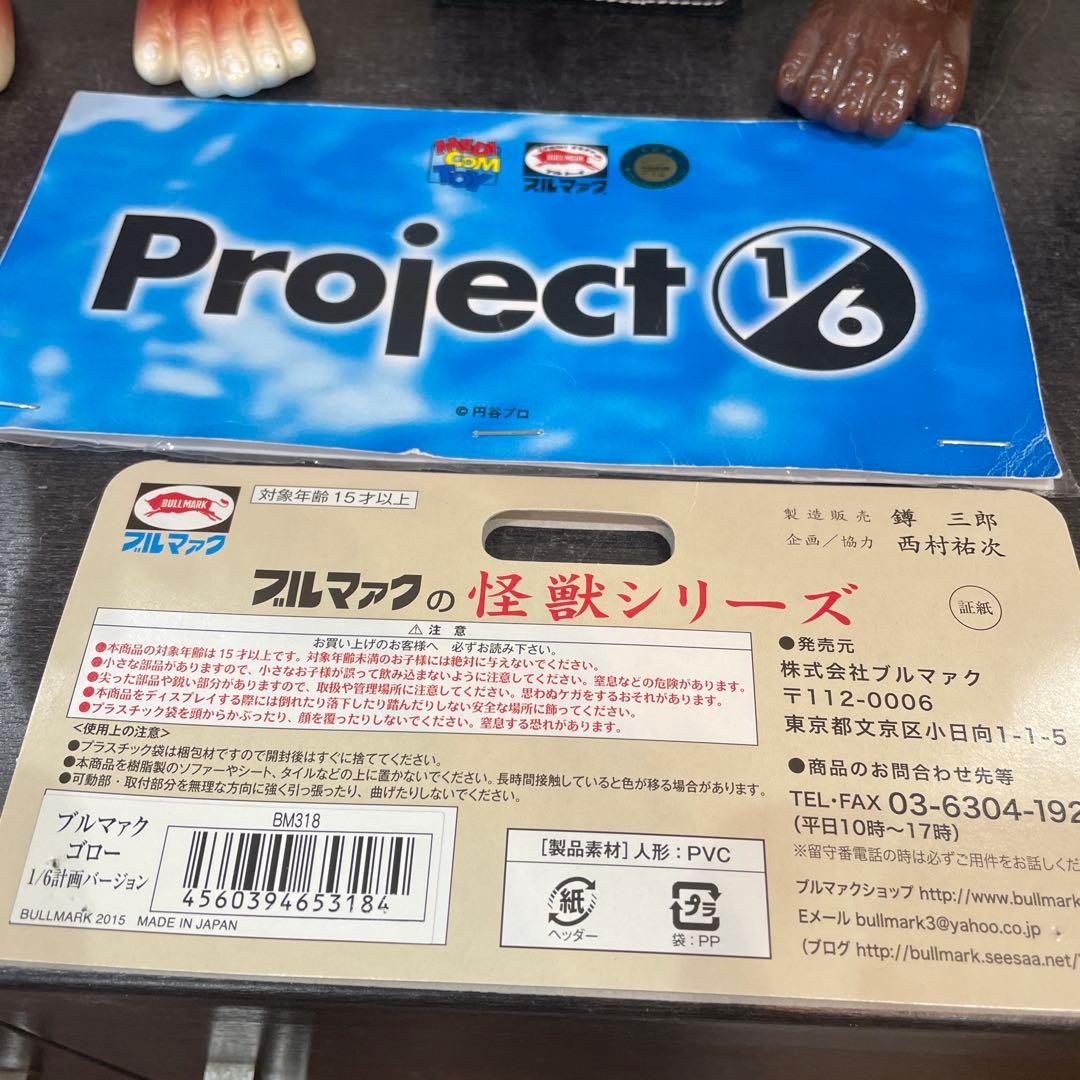 MEDI
COM
TOY
BULLMARK
ブルマァク
Project 1/6
© 円谷プロ
BULLMARK
ブルマァク
対象年齢15才以上
製造販売 鐏 三郎
企画／協力 西村祐次
ブルマァクの怪獣シリーズ
証紙
⚠ 注 意
お買い上げのお客様へ 必ずお読み下さい。
●本商品の対象年齢は15才以上です。対象年齢未満のお子様には絶対に与えないでください。
●小さな部品がありますので、小さなお子様が誤って飲み込まないように注意してください。窒息などの危険があります。
●尖った部品や鋭い部分がありますので、取扱や管理場所に注意してください。思わぬケガをするおそれがあります。
●本商品をディスプレイする際には倒れたり落下したり踏んだりしない安全な場所に飾ってください。
●プラスチック袋を頭からかぶったり、顔を覆ったりしないでください。窒息する恐れがあります。
<使用上の注意>
●プラスチック袋は梱包材ですので開封後はすぐに捨ててください。
●本商品を樹脂製のソファーやシート、タイルなどの上に置かないでください。長時間接触していると色が移る場合があります。
●可動部・取付部分を無理な方向に強く引っ張ったり、曲げたりしないでください。
●発売元
株式会社ブルマァク
〒112-0006
東京都文京区小日向1-1-5
●商品のお問合わせ先等
TEL・FAX 03-6304-192
(平日10時〜17時)
※留守番電話の時は必ずご用件をお話しくだ
ブルマァクショップ http://www.bullmark
Eメール bullmark3@yahoo.co.jp
(ブログ http://bullmark.seesaa.net/
ブルマァク
ゴロー
1/6計画バージョン
BM318
4560394653184
BULLMARK 2015 MADE IN JAPAN
[製品素材] 人形：PVC
紙
ヘッダー
プラ
袋：PP